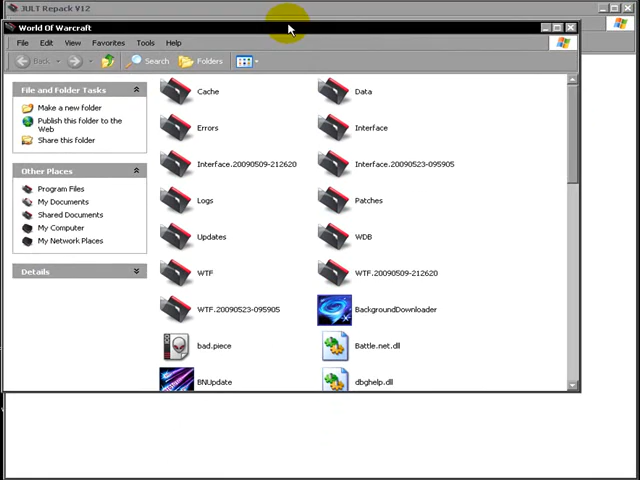 JULT Repack V12
World Of Warcraft
File Edit View Favorites Tools Help
Back Search Folders
File and Folder Tasks
Make a new folder
Publish this folder to the
Web
Share this folder
Other Places
Program Files
My Documents
Shared Documents
My Computer
My Network Places
Details
Cache Data
Errors Interface
Interface.20090509-212620 Interface.20090523-095905
Logs Patches
Updates WDB
WTF WTF.20090509-212620
WTF.20090523-095905 BackgroundDownloader
bad.piece Battle.net.dll
BNUpdate dbghelp.dll